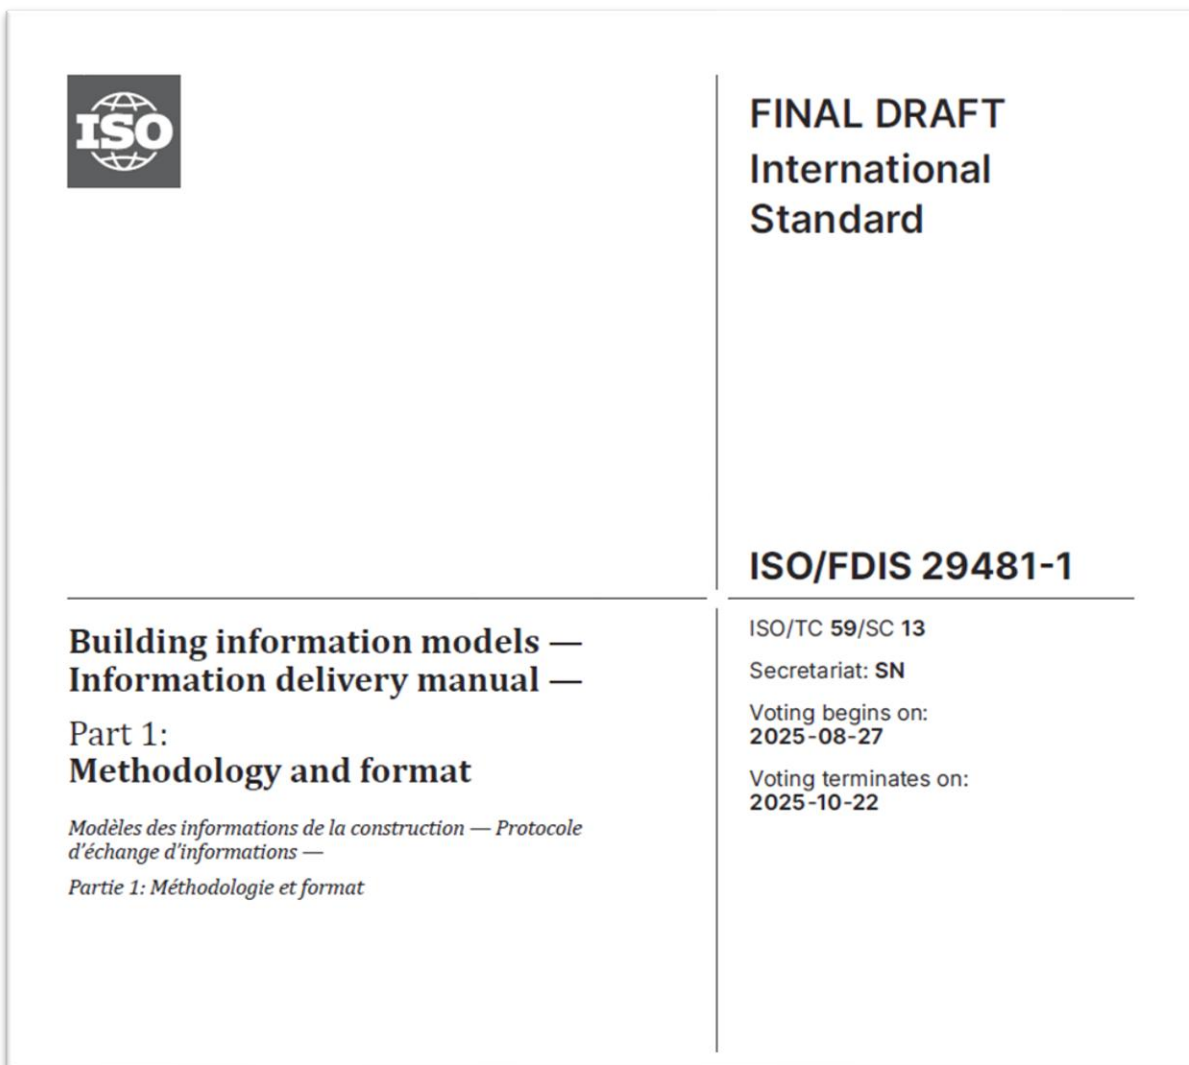 ISO
FINAL DRAFT
International
Standard
ISO/FDIS 29481-1
Building information models —
Information delivery manual —
Part 1:
Methodology and format
Modèles des informations de la construction — Protocole
d'échange d'informations —
Partie 1: Méthodologie et format
ISO/TC 59/SC 13
Secretariat: SN
Voting begins on:
2025-08-27
Voting terminates on:
2025-10-22